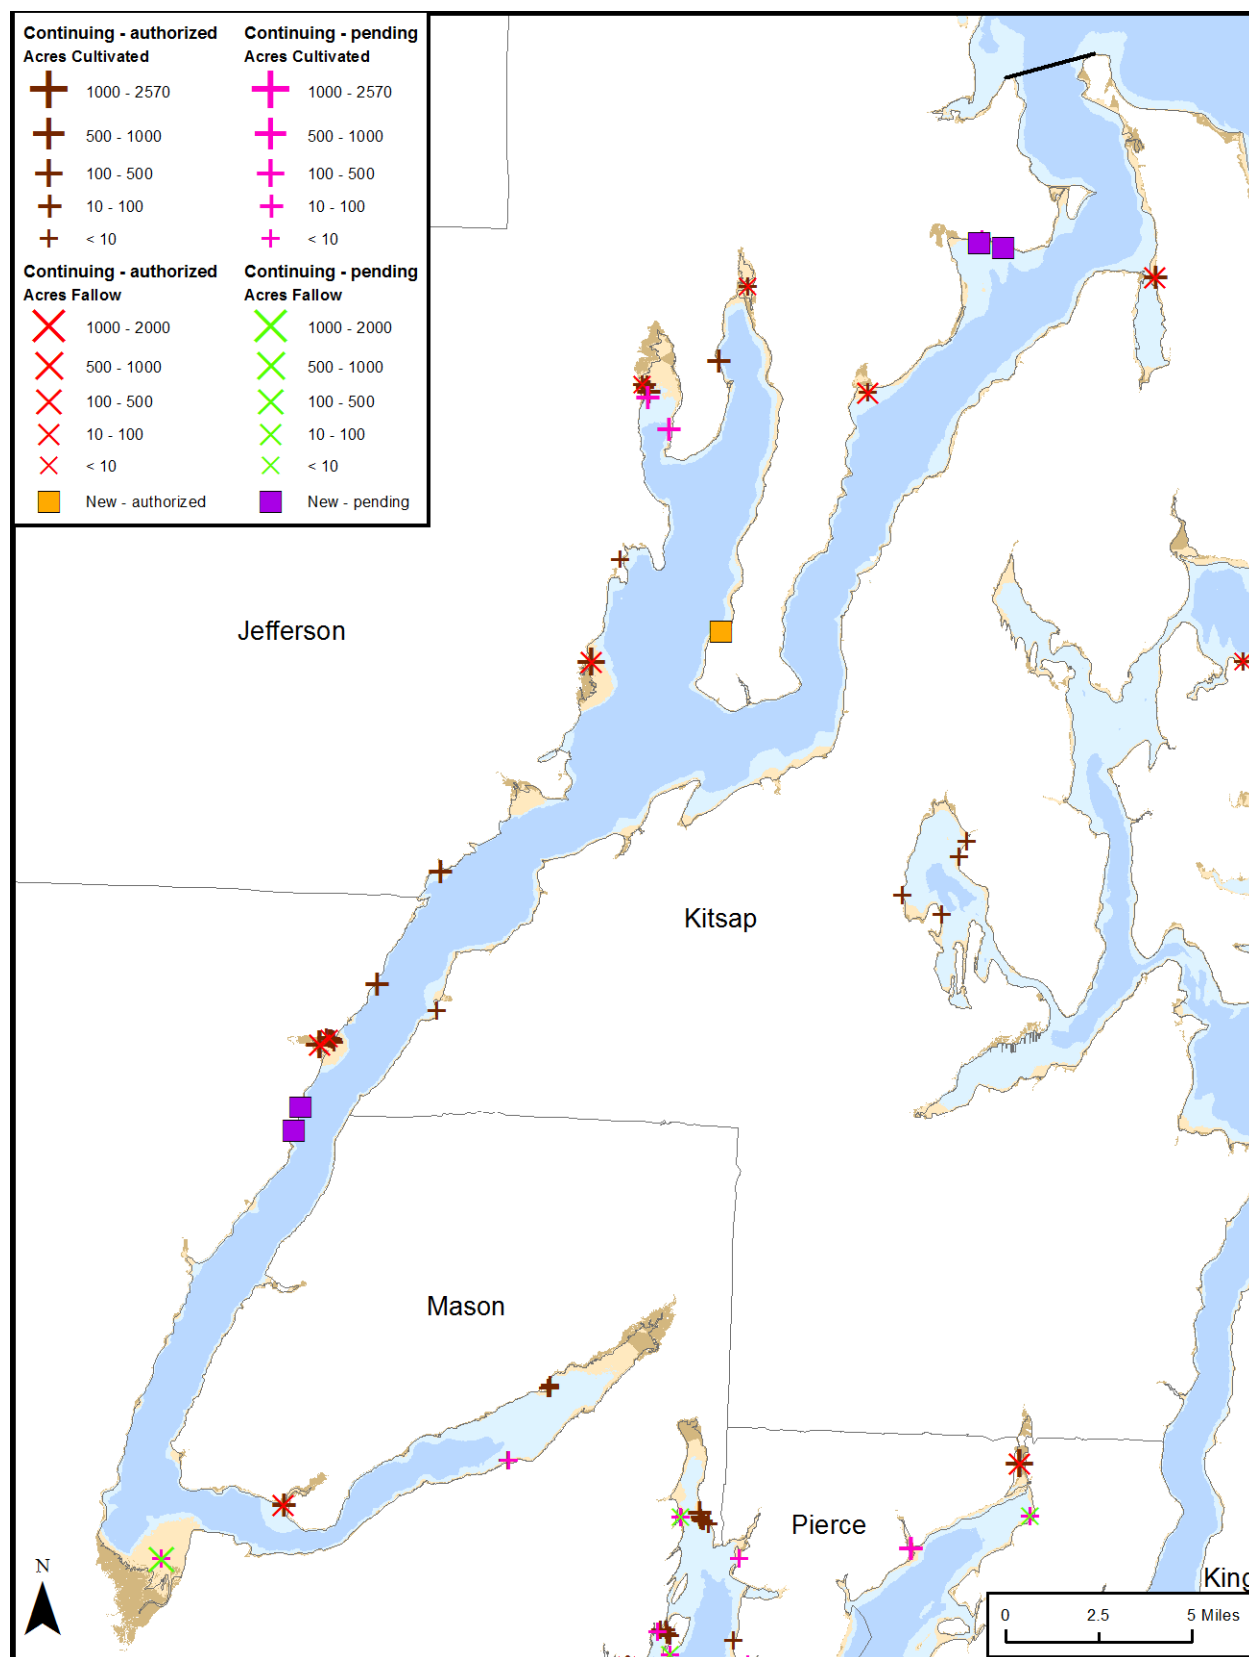 Continuing - authorized
Acres Cultivated
1000 - 2570
500 - 1000
100 - 500
10 - 100
< 10
Continuing - pending
Acres Cultivated
1000 - 2570
500 - 1000
100 - 500
10 - 100
< 10
Continuing - authorized
Acres Fallow
1000 - 2000
500 - 1000
100 - 500
10 - 100
< 10
New - authorized
Continuing - pending
Acres Fallow
1000 - 2000
500 - 1000
100 - 500
10 - 100
< 10
New - pending
Jefferson
Kitsap
Mason
Pierce
King
N
0 2.5 5 Miles